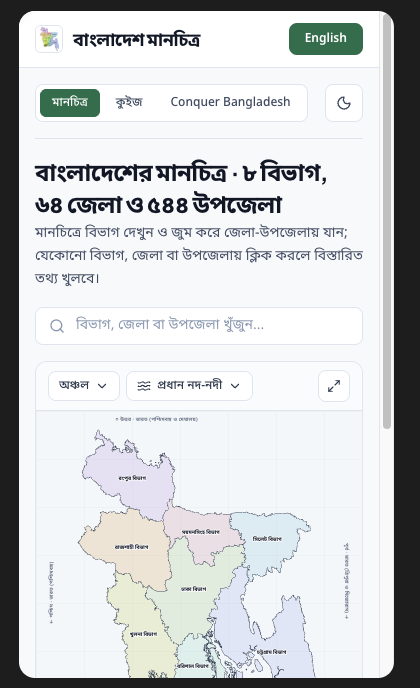 বাংলাদেশ মানচিত্র
English
মানচিত্র
কুইজ
Conquer Bangladesh
বাংলাদেশের মানচিত্র · ৮ বিভাগ,
৬৪ জেলা ও ৫৪৪ উপজেলা
মানচিত্রে বিভাগ দেখুন ও জুম করে জেলা-উপজেলায় যান;
যেকোনো বিভাগ, জেলা বা উপজেলায় ক্লিক করলে বিস্তারিত
তথ্য খুলবে।
বিভাগ, জেলা বা উপজেলা খুঁজুন...
অঞ্চল
প্রধান নদ-নদী
রংপুর বিভাগ
ময়মনসিংহ বিভাগ
সিলেট বিভাগ
রাজশাহী বিভাগ
ঢাকা বিভাগ
খুলনা বিভাগ
চট্টগ্রাম বিভাগ
বরিশাল বিভাগ